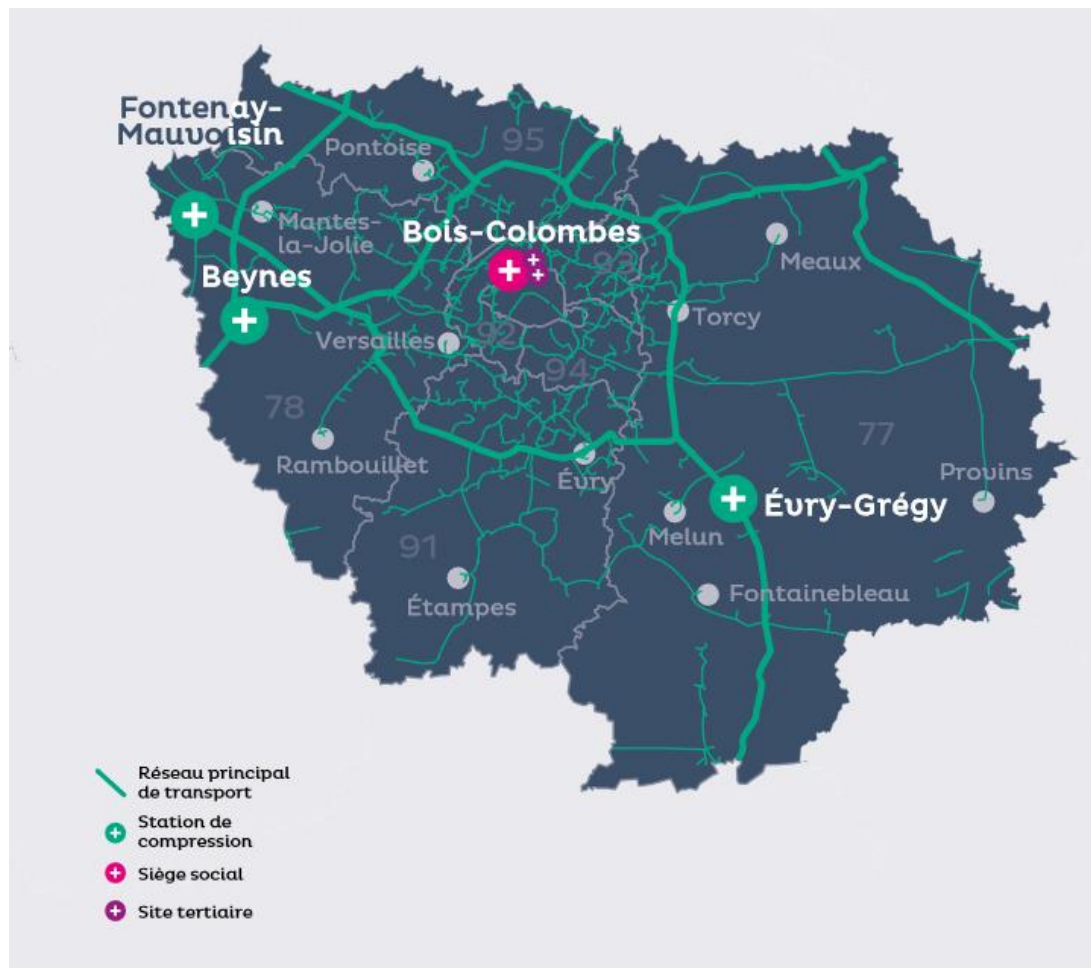 Fontenay-
Mauvoisin
Pontoise
95
Mantes-
la-Jolie
Bois-Colombes
93
Meaux
Beynes
Torcy
Versailles
92
94
78
77
Rambouillet
Évry
Provins
Évry-Grégy
Melun
91
Étampes
Fontainebleau
Réseau principal
de transport
Station de
compression
Siège social
Site tertiaire